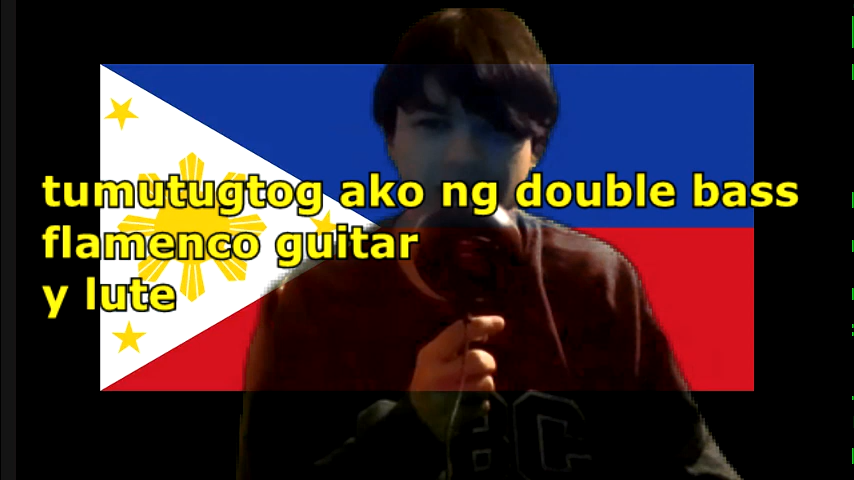 tumutugtog ako ng double bass
flamenco guitar
y lute